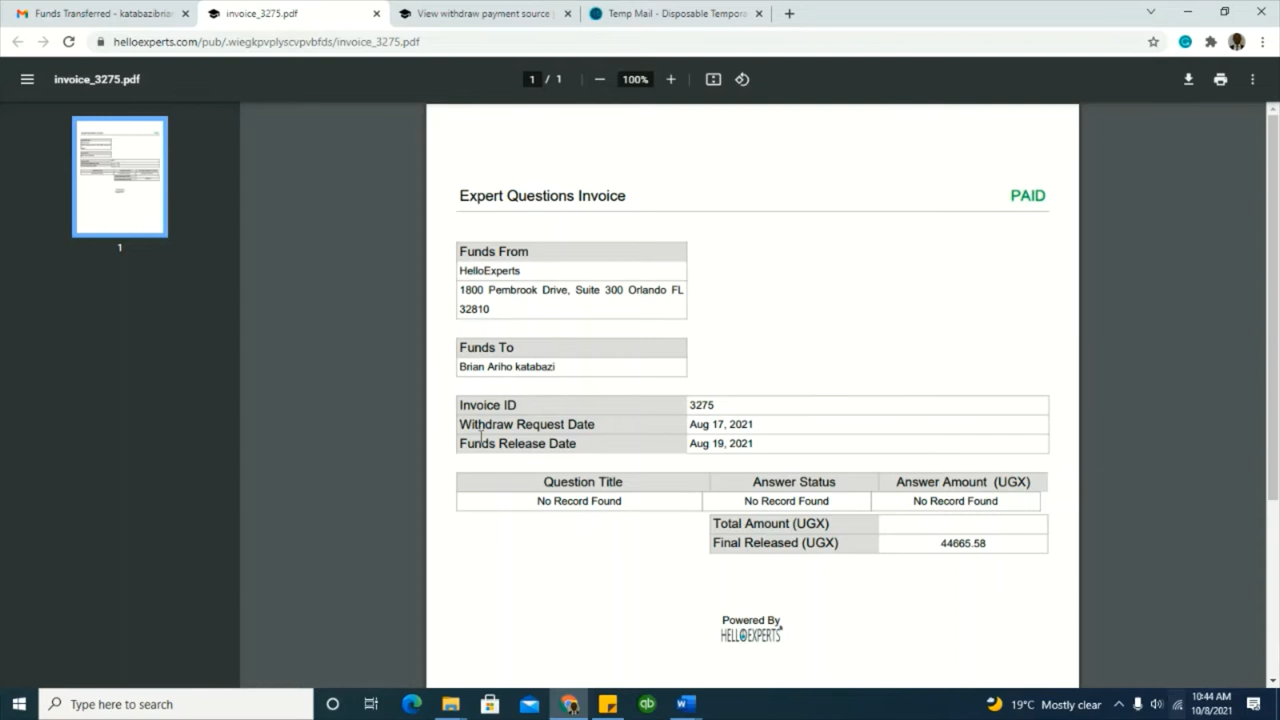 Funds Transferred - katabazibrian
invoice_3275.pdf
View withdraw payment source
Temp Mail - Disposable Tempora
helloexperts.com/pub/.wiegkpvplyscvpvbfds/invoice_3275.pdf
invoice_3275.pdf
1 / 1
100%
1
Expert Questions Invoice
PAID
Funds From
HelloExperts
1800 Pembrook Drive, Suite 300 Orlando FL
32810
Funds To
Brian Ariho katabazi
Invoice ID 3275
Withdraw Request Date Aug 17, 2021
Funds Release Date Aug 19, 2021
Question Title Answer Status Answer Amount (UGX)
No Record Found No Record Found No Record Found
Total Amount (UGX)
Final Released (UGX) 44665.58
Powered By
HELLOEXPERTS
Type here to search
qb
W
19°C Mostly clear
10:44 AM
10/8/2021